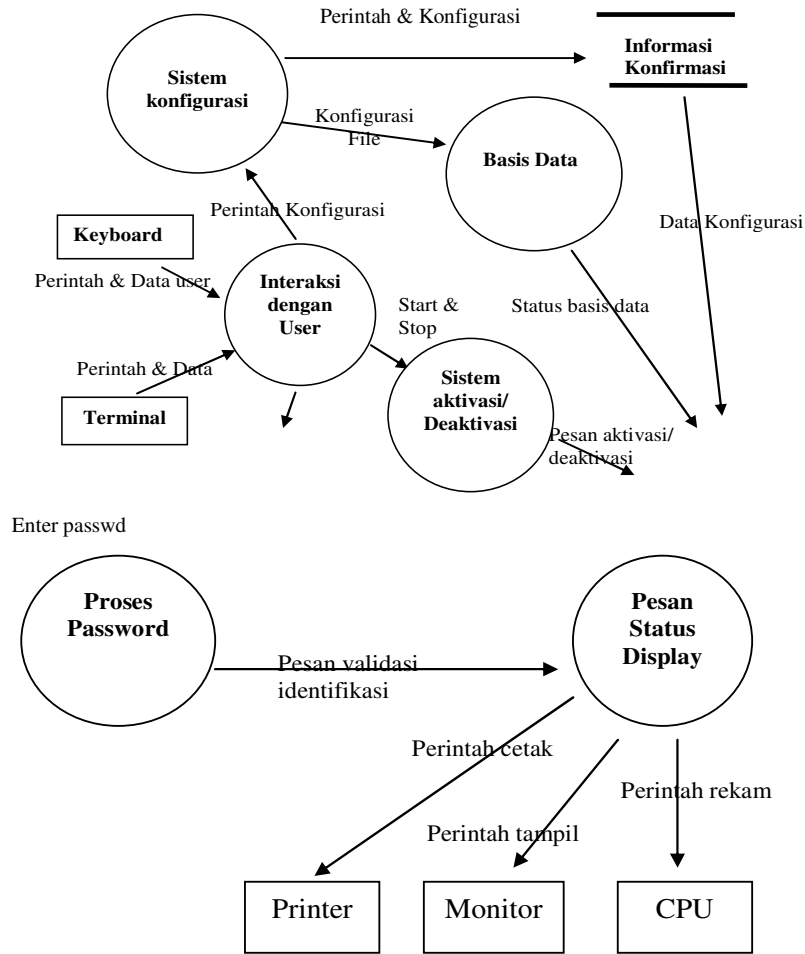 Perintah & Konfigurasi
Informasi
Konfirmasi
Sistem
konfigurasi
Konfigurasi
File
Basis Data
Perintah Konfigurasi
Data Konfigurasi
Keyboard
Perintah & Data user
Interaksi
dengan
User
Start &
Stop
Status basis data
Perintah & Data
Sistem
aktivasi/
Deaktivasi
Terminal
Pesan aktivasi/
deaktivasi
Enter passwd
Proses
Password
Pesan
Status
Display
Pesan validasi
identifikasi
Perintah cetak
Perintah rekam
Perintah tampil
Printer
Monitor
CPU